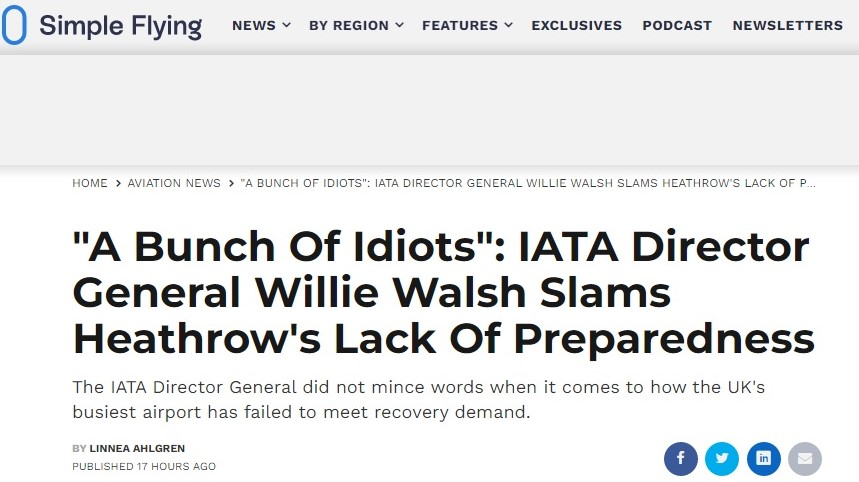 Simple Flying NEWS BY REGION FEATURES EXCLUSIVES PODCAST NEWSLETTERS
HOME > AVIATION NEWS > "A BUNCH OF IDIOTS": IATA DIRECTOR GENERAL WILLIE WALSH SLAMS HEATHROW'S LACK OF P...
"A Bunch Of Idiots": IATA Director
General Willie Walsh Slams
Heathrow's Lack Of Preparedness
The IATA Director General did not mince words when it comes to how the UK's
busiest airport has failed to meet recovery demand.
BY LINNEA AHLGREN
PUBLISHED 17 HOURS AGO